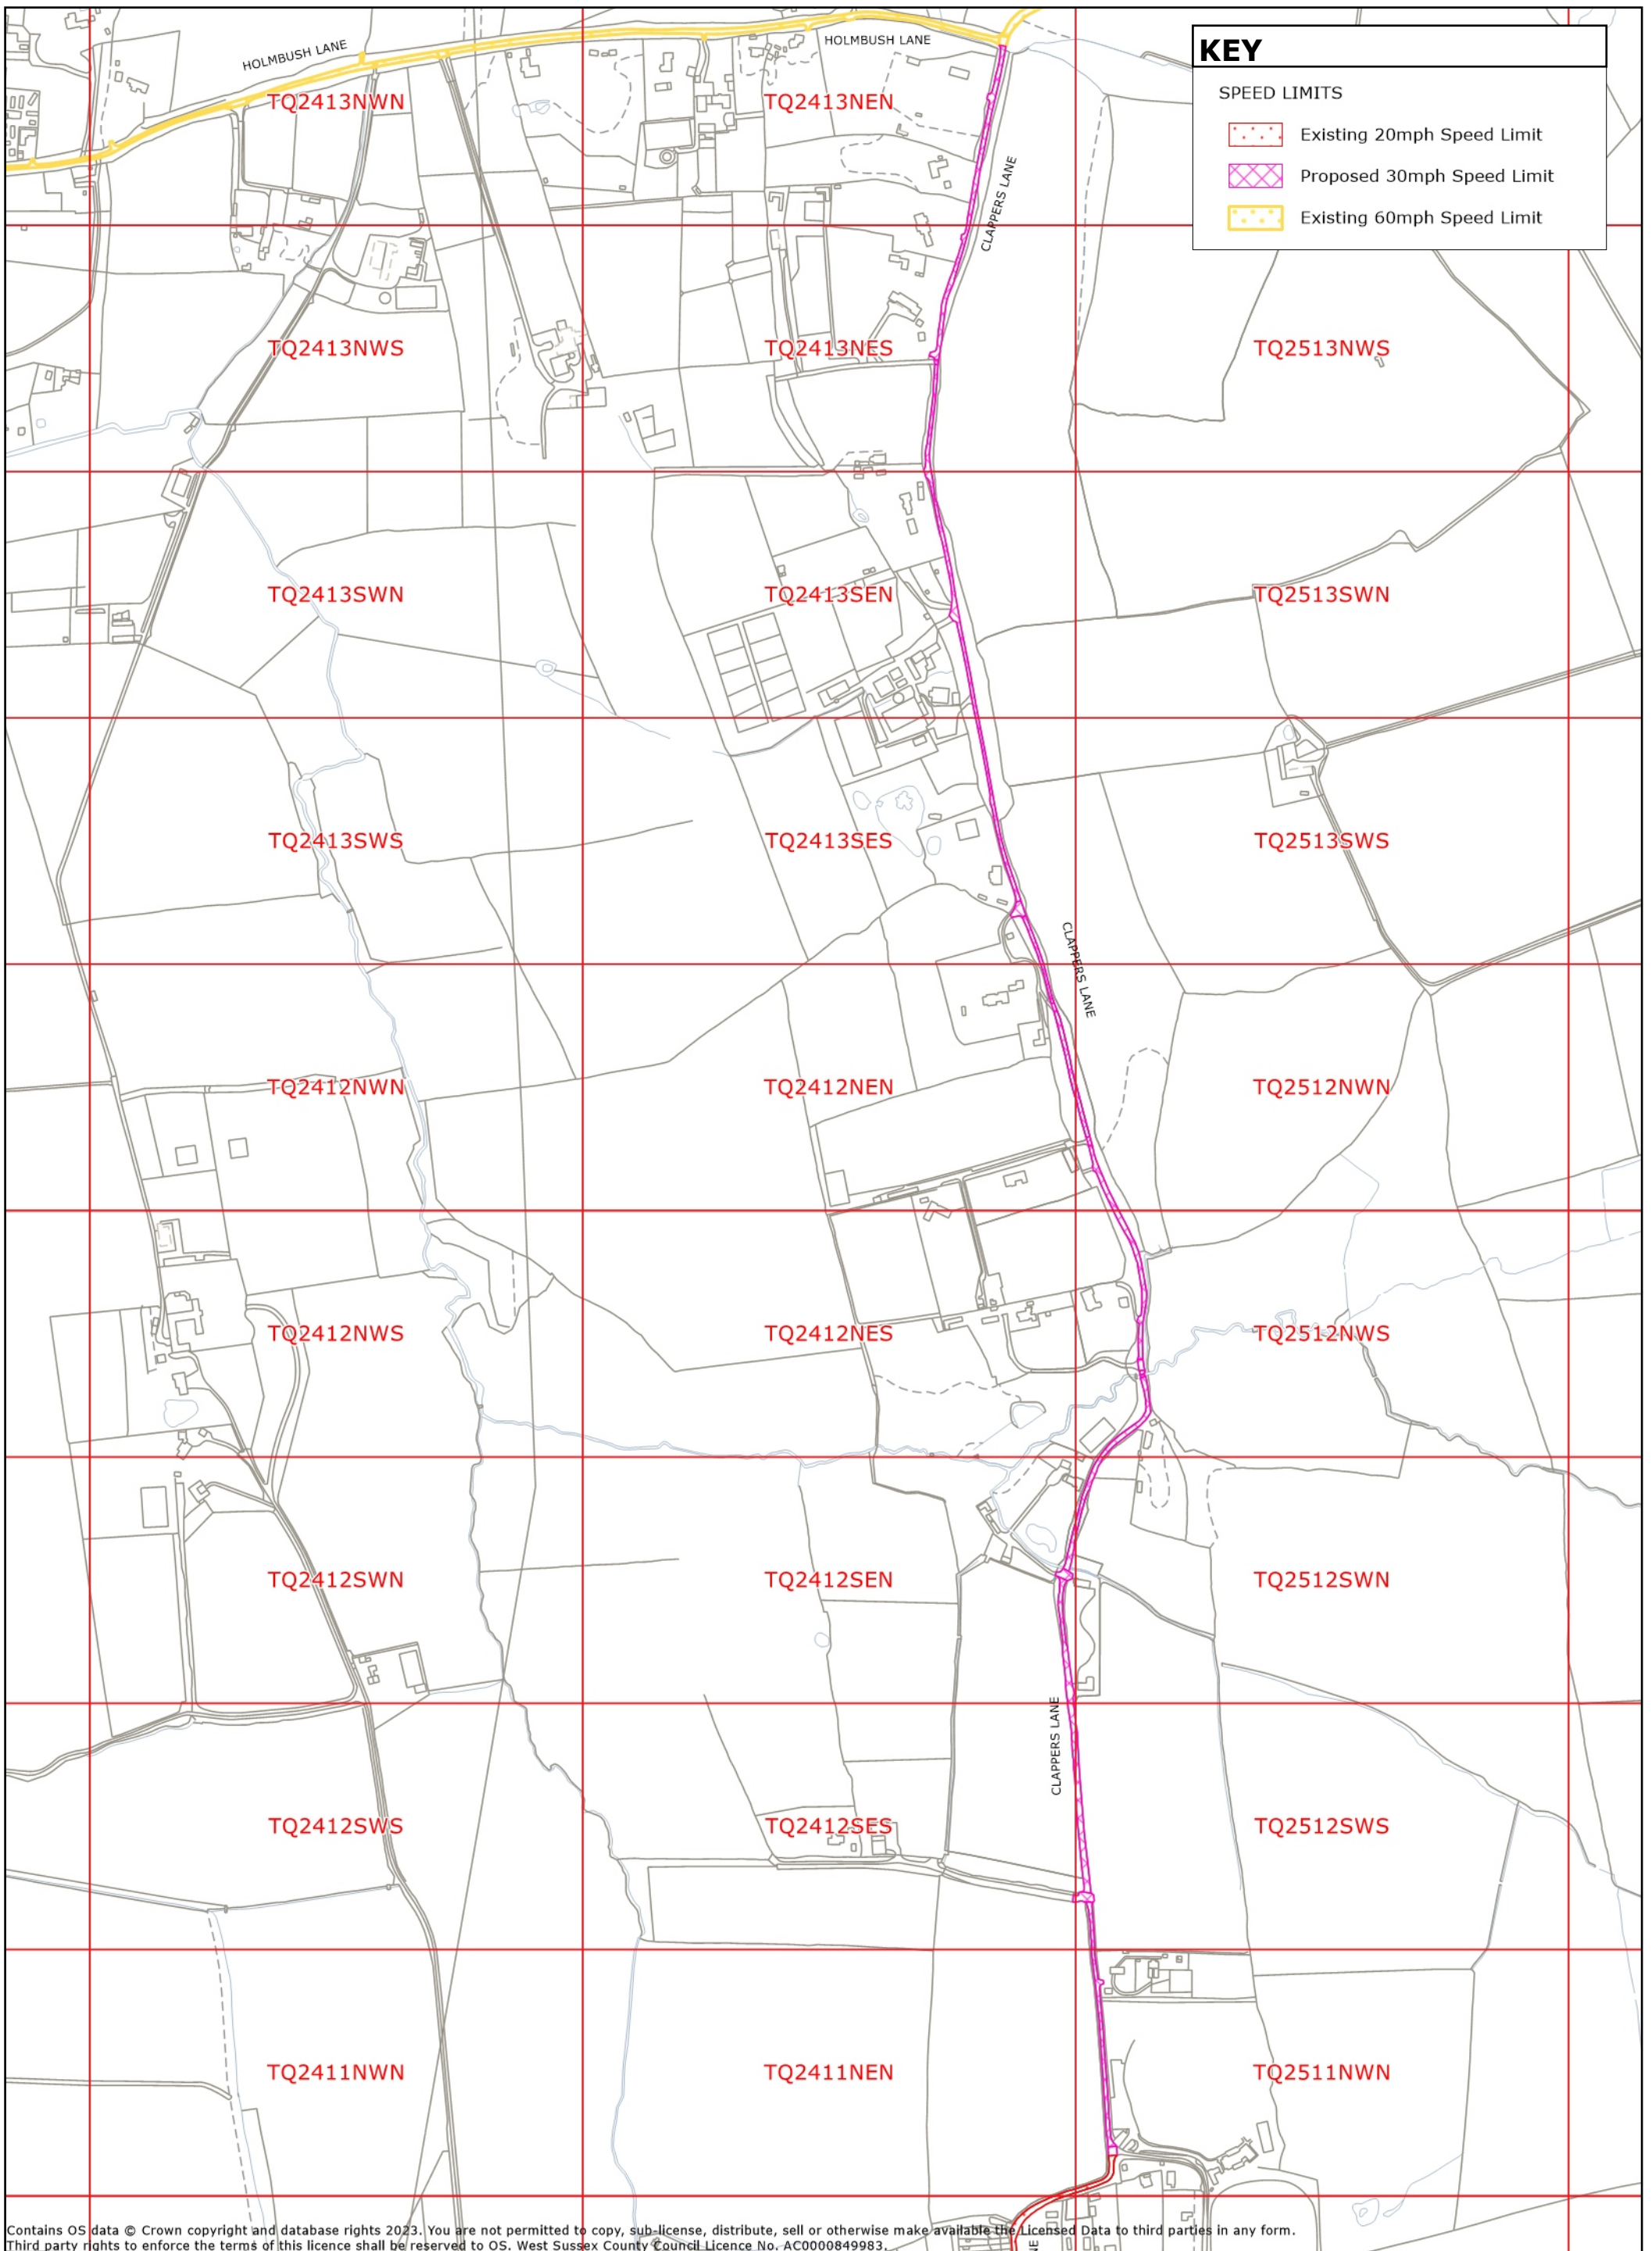 HOLMBUSH LANE
HOLMBUSH LANE
KEY
SPEED LIMITS
Existing 20mph Speed Limit
Proposed 30mph Speed Limit
Existing 60mph Speed Limit
TQ2413NWN
TQ2413NEN
CLAPPERS LANE
TQ2413NWS
TQ2413NES
TQ2513NWS
TQ2413SWN
TQ2413SEN
TQ2513SWN
TQ2413SWS
TQ2413SES
TQ2513SWS
CLAPPERS LANE
TQ2412NWN
TQ2412NEN
TQ2512NWN
TQ2412NWS
TQ2412NES
TQ2512NWS
TQ2412SWN
TQ2412SEN
TQ2512SWN
CLAPPERS LANE
TQ2412SWS
TQ2412SES
TQ2512SWS
TQ2411NWN
TQ2411NEN
TQ2511NWN
NE
Contains OS data © Crown copyright and database rights 2023. You are not permitted to copy, sub-license, distribute, sell or otherwise make available the Licensed Data to third parties in any form.
Third party rights to enforce the terms of this licence shall be reserved to OS. West Sussex County Council Licence No. AC0000849983.